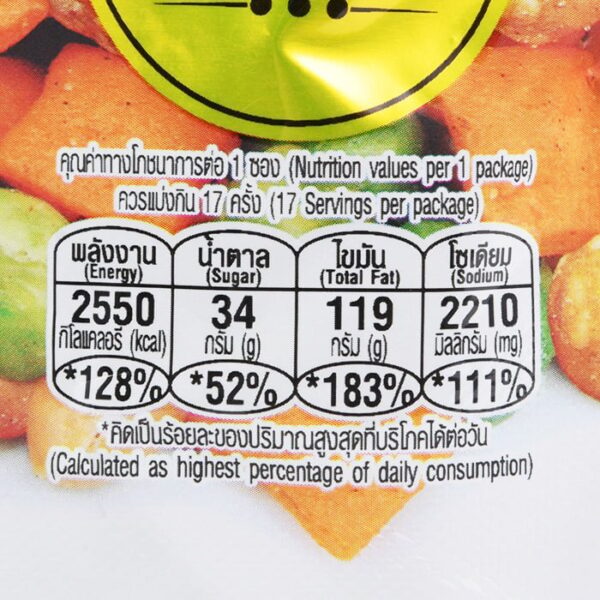 คุณค่าทางโภชนาการต่อ 1 ซอง (Nutrition values per 1 package)
ควรแบ่งกิน 17 ครั้ง (17 Servings per package)
พลังงาน น้ำตาล ไขมัน โซเดียม
(Energy) (Sugar) (Total Fat) (Sodium)
2550 34 119 2210
กิโลแคลอรี (kcal) กรัม (g) กรัม (g) มิลลิกรัม (mg)
*128% *52% *183% *111%
*คิดเป็นร้อยละของปริมาณสูงสุดที่บริโภคได้ต่อวัน
(Calculated as highest percentage of daily consumption)